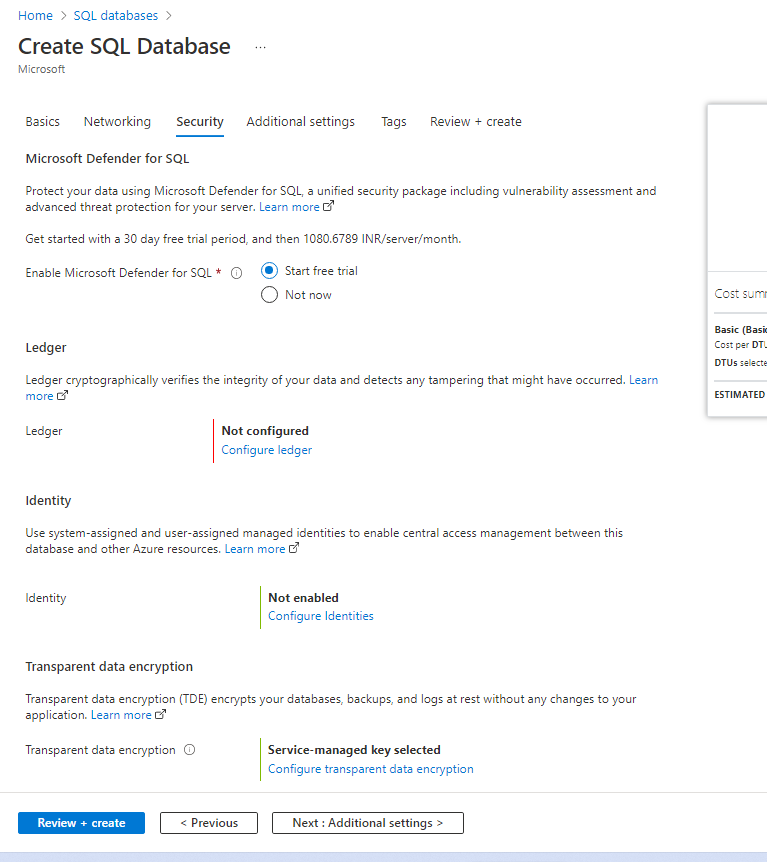 Home > SQL databases >
Create SQL Database ...
Microsoft
Basics Networking Security Additional settings Tags Review + create
Microsoft Defender for SQL
Protect your data using Microsoft Defender for SQL, a unified security package including vulnerability assessment and
advanced threat protection for your server. Learn more
Get started with a 30 day free trial period, and then 1080.6789 INR/server/month.
Enable Microsoft Defender for SQL * Start free trial
Not now
Ledger
Ledger cryptographically verifies the integrity of your data and detects any tampering that might have occurred. Learn
more
Ledger Not configured
Configure ledger
Identity
Use system-assigned and user-assigned managed identities to enable central access management between this
database and other Azure resources. Learn more
Identity Not enabled
Configure Identities
Transparent data encryption
Transparent data encryption (TDE) encrypts your databases, backups, and logs at rest without any changes to your
application. Learn more
Transparent data encryption Service-managed key selected
Configure transparent data encryption
Review + create < Previous Next : Additional settings >
Cost
Basic
Cost per
DTUs
ESTIMATED